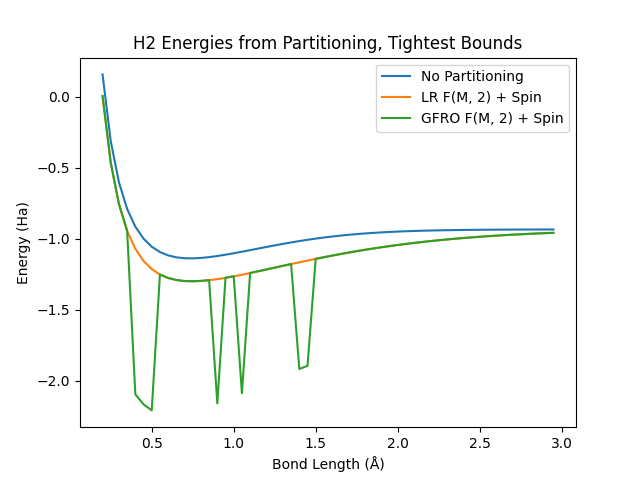 H2 Energies from Partitioning, Tightest Bounds
No Partitioning
LR F(M, 2) + Spin
GFRO F(M, 2) + Spin
Energy (Ha)
0.0
−0.5
−1.0
−1.5
−2.0
0.5 1.0 1.5 2.0 2.5 3.0
Bond Length (Å)